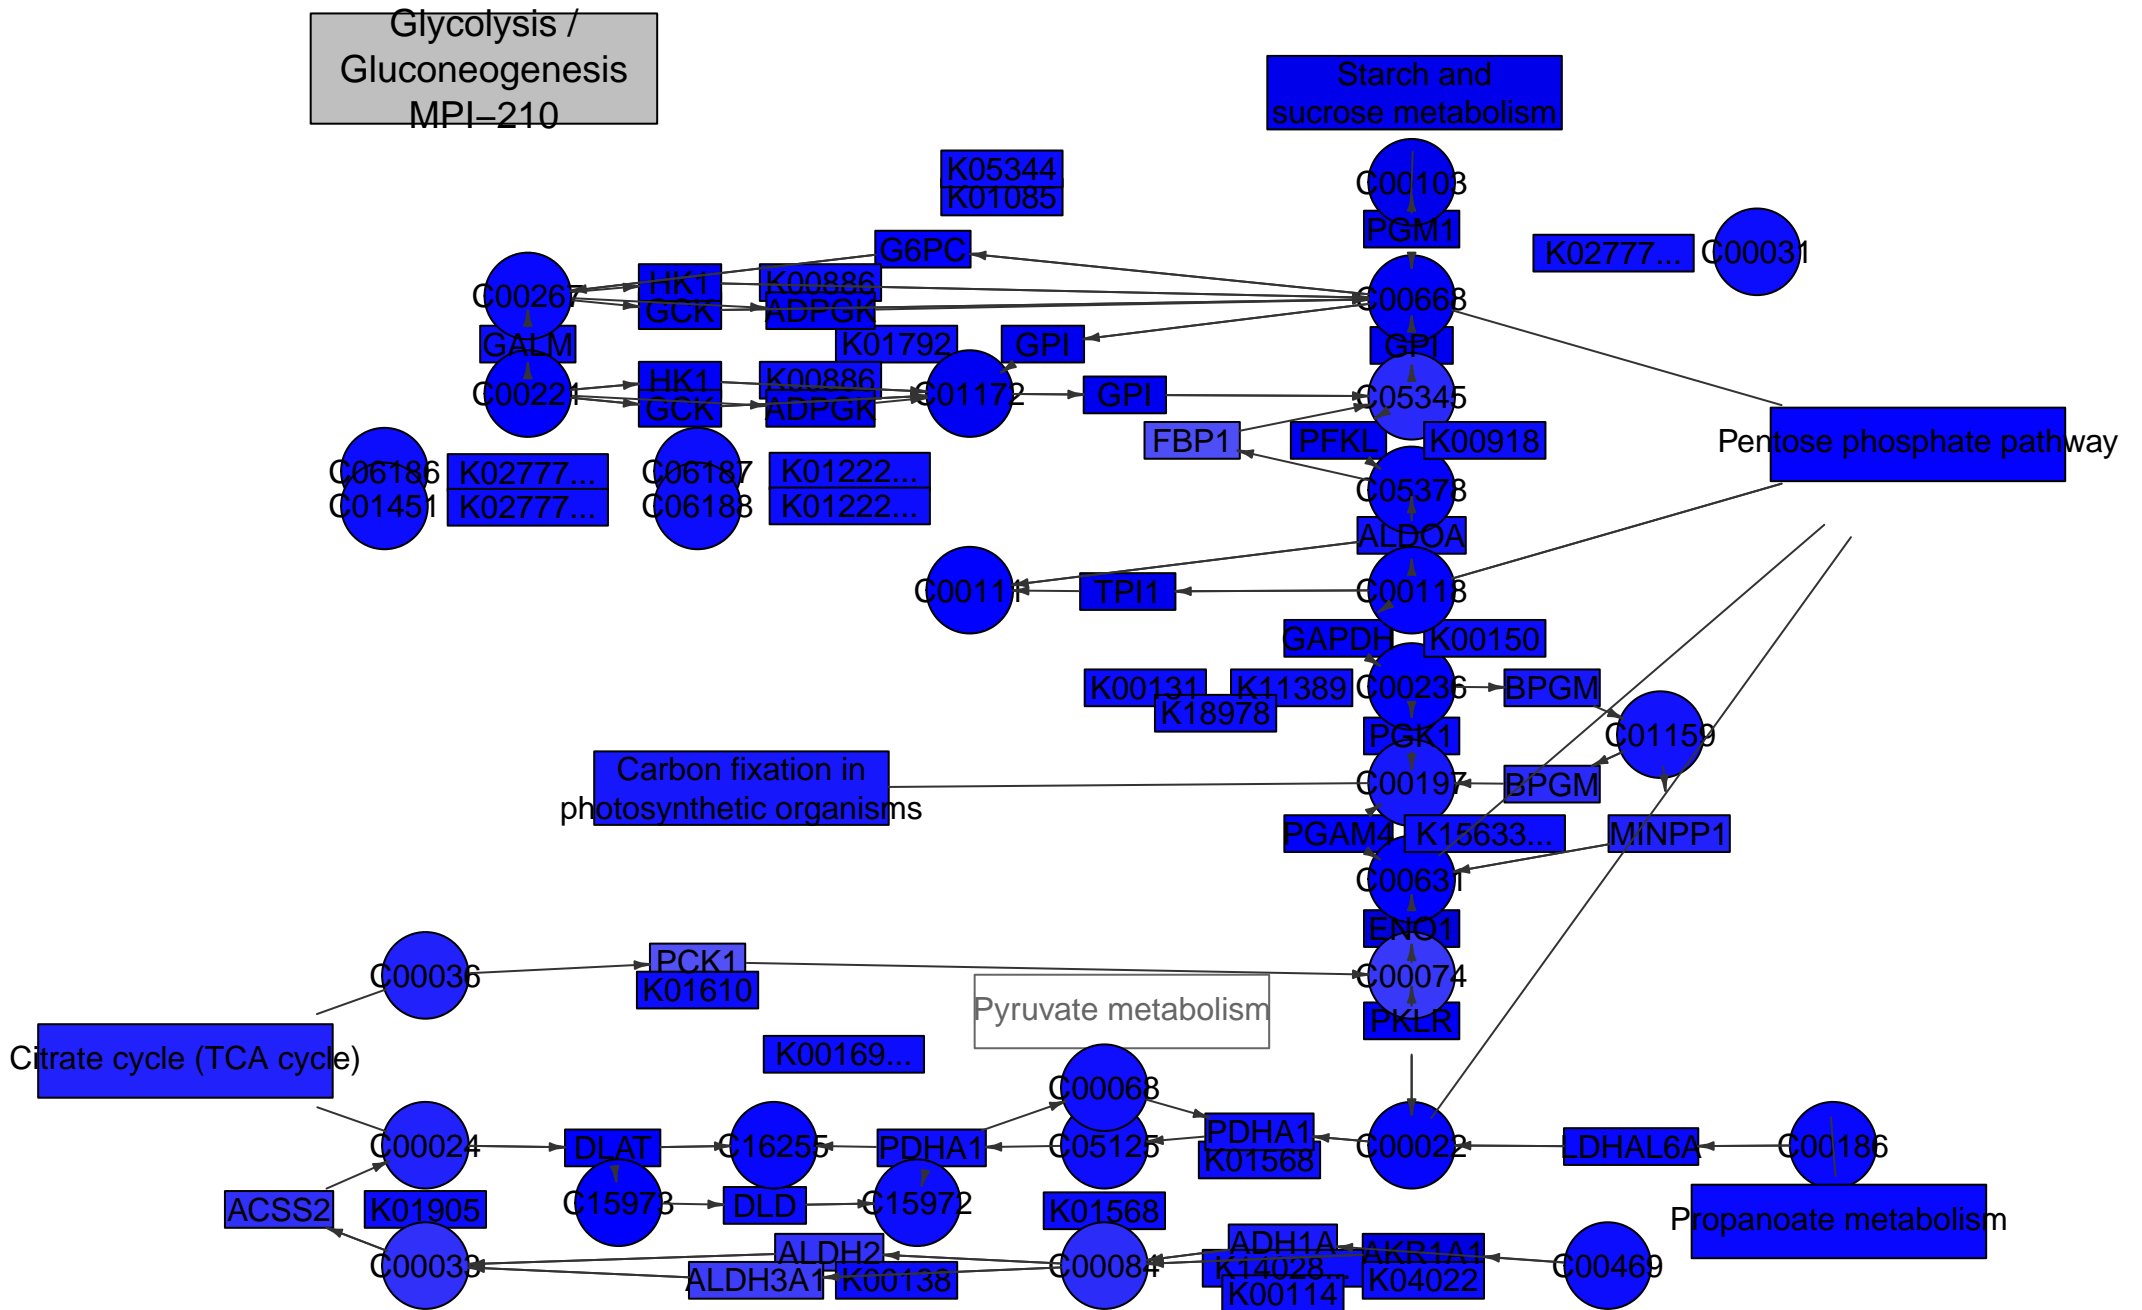 Glycolysis /
Gluconeogenesis
MPI–210
Starch and
sucrose metabolism
K05344
K01085
C00103
PGM1
G6PC
K02777...
C00031
C00267
HK1
K00886
GCK
ADPGK
C00668
GALM
K01792
GPI
GPI
C00221
HK1
K00886
GCK
ADPGK
C01172
GPI
C05345
FBP1
PFKL
K00918
Pentose phosphate pathway
C06186
K02777...
C06187
K01222...
C01451
K02777...
C06188
K01222...
C05378
ALDOA
C00111
TPI1
C00118
GAPDH
K00150
K00131
K11389
K18978
C00236
BPGM
PGK1
C01159
Carbon fixation in
photosynthetic organisms
C00197
BPGM
PGAM4
K15633...
MINPP1
C00631
ENO1
C00036
PCK1
K01610
C00074
Pyruvate metabolism
PKLR
Citrate cycle (TCA cycle)
K00169...
C00068
C00024
DLAT
C16255
PDHA1
C05125
PDHA1
K01568
C00022
LDHAL6A
C00186
ACSS2
K01905
C15973
DLD
C15972
K01568
Propanoate metabolism
C00033
ALDH2
ALDH3A1
K00138
C00084
ADH1A
K14028...
K00114
AKR1A1
K04022
C00469